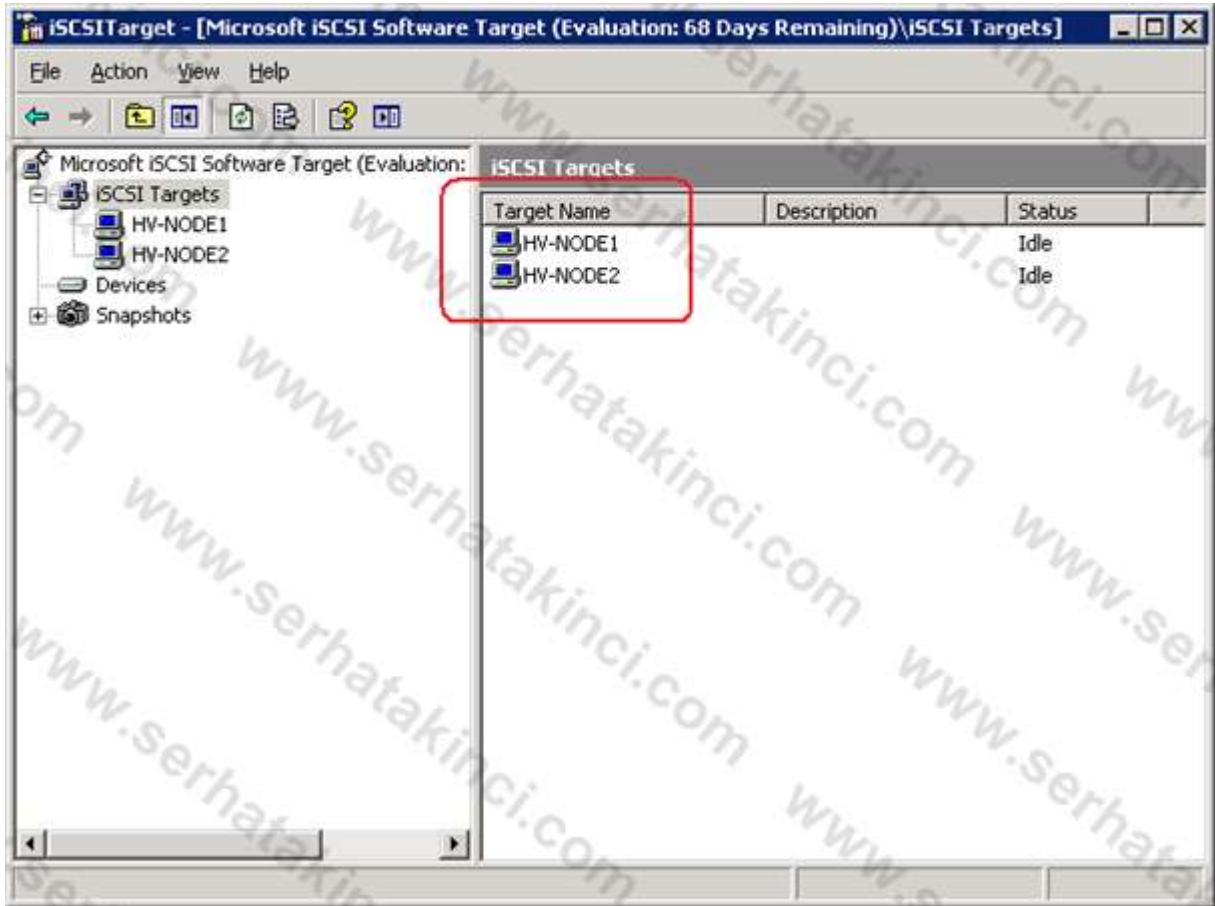 iSCSITarget - [Microsoft iSCSI Software Target (Evaluation: 68 Days Remaining)\iSCSI Targets]
File Action View Help
Microsoft iSCSI Software Target (Evaluation:
iSCSI Targets
HV-NODE1
HV-NODE2
Devices
Snapshots
iSCSI Targets
Target Name Description Status
HV-NODE1 Idle
HV-NODE2 Idle
www.serhatakinci.com